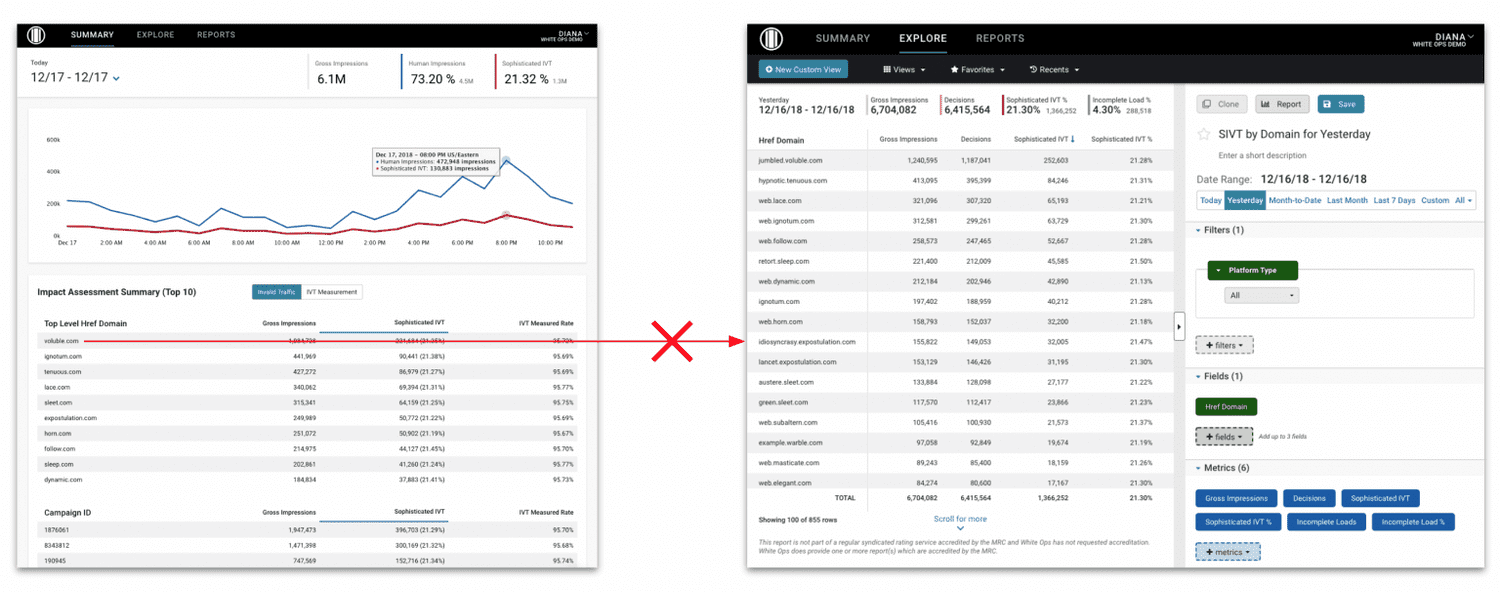 SUMMARY EXPLORE REPORTS
DIANA
WHITE OPS DEMO
Today
12/17 - 12/17
Gross Impressions
6.1M
Human Impressions
73.20 % 4.5M
Sophisticated IVT
21.32 % 1.3M
600k
400k
200k
0k
Dec 17, 2018 - 08:00 PM US/Eastern
Human Impressions: 472,948 impressions
Sophisticated IVT: 130,883 impressions
Dec 17 2:00 AM 4:00 AM 6:00 AM 8:00 AM 10:00 AM 12:00 PM 2:00 PM 4:00 PM 6:00 PM 8:00 PM 10:00 PM
Impact Assessment Summary (Top 10)
Invalid Traffic IVT Measurement
Top Level Href Domain Gross Impressions Sophisticated IVT IVT Measured Rate
voluble.com
ignotum.com 441,969 90,441 (21.38%) 95.69%
tenuous.com 427,272 86,979 (21.27%) 95.69%
lace.com 340,062 69,394 (21.31%) 95.77%
sleet.com 315,341 64,159 (21.25%) 95.75%
expostulation.com 249,989 50,772 (21.22%) 95.69%
horn.com 251,072 50,902 (21.19%) 95.67%
follow.com 214,975 44,127 (21.45%) 95.70%
sleep.com 202,861 41,260 (21.24%) 95.77%
dynamic.com 184,834 37,883 (21.41%) 95.73%
Campaign ID Gross Impressions Sophisticated IVT IVT Measured Rate
1876061 1,947,473 396,703 (21.29%) 95.70%
8343812 1,471,398 300,169 (21.32%) 95.68%
190945 747,569 152,716 (21.34%) 95.74%
SUMMARY EXPLORE REPORTS
DIANA
WHITE OPS DEMO
New Custom View Views Favorites Recents
Yesterday
12/16/18 - 12/16/18
Gross Impressions
6,704,082
Decisions
6,415,564
Sophisticated IVT %
21.30% 1,366,252
Incomplete Load %
4.30% 288,518
Href Domain Gross Impressions Decisions Sophisticated IVT Sophisticated IVT %
jumbled.voluble.com 1,240,595 1,187,041 252,603 21.28%
hypnotic.tenuous.com 413,095 395,399 84,246 21.31%
web.lace.com 321,096 307,320 65,193 21.21%
web.ignotum.com 312,581 299,261 63,729 21.30%
web.follow.com 258,573 247,465 52,667 21.28%
retort.sleep.com 221,400 212,009 45,585 21.50%
web.dynamic.com 212,184 202,946 42,890 21.13%
ignotum.com 197,402 188,959 40,212 21.28%
web.horn.com 158,793 152,037 32,200 21.18%
idiosyncrasy.expostulation.com 155,822 149,053 32,005 21.47%
lancet.expostulation.com 153,129 146,426 31,195 21.30%
austere.sleet.com 133,884 128,098 27,177 21.22%
green.sleet.com 117,570 112,417 23,866 21.23%
web.subaltern.com 105,416 100,930 21,573 21.37%
example.warble.com 97,058 92,849 19,674 21.19%
web.masticate.com 89,243 85,400 18,159 21.26%
web.elegant.com 84,274 80,600 17,167 21.30%
TOTAL 6,704,082 6,415,564 1,366,252 21.30%
Showing 100 of 855 rows
Scroll for more
This report is not part of a regular syndicated rating service accredited by the MRC and White Ops has not requested accreditation.
White Ops does provide one or more report(s) which are accredited by the MRC.
Clone Report Save
SIVT by Domain for Yesterday
Enter a short description
Date Range: 12/16/18 - 12/16/18
Today Yesterday Month-to-Date Last Month Last 7 Days Custom All
Filters (1)
Platform Type
All
+ filters
Fields (1)
Href Domain
+ fields Add up to 3 fields
Metrics (6)
Gross Impressions Decisions Sophisticated IVT
Sophisticated IVT % Incomplete Loads Incomplete Load %
+ metrics